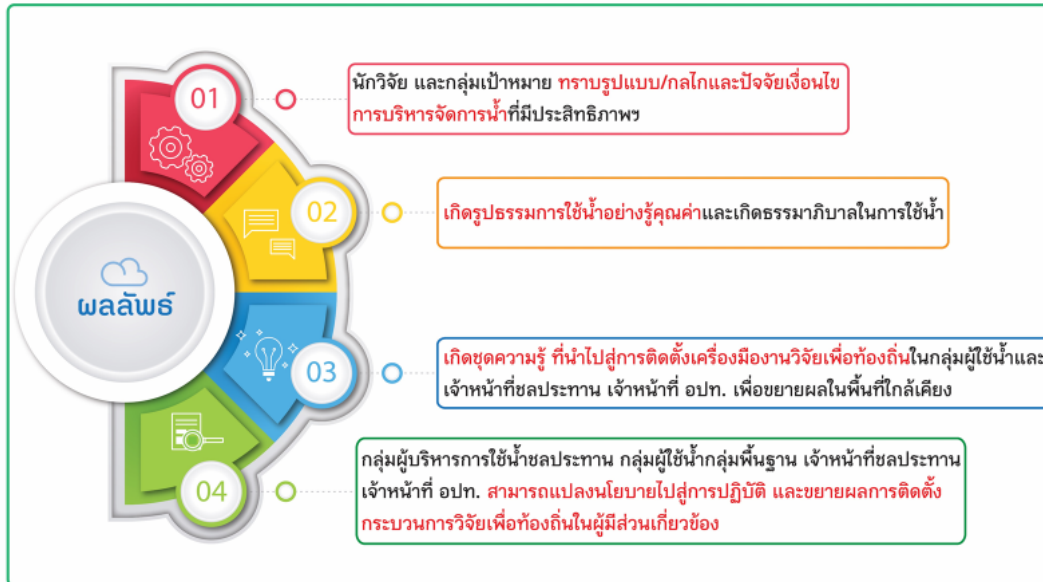 ผลลัพธ์
01
นักวิจัย และกลุ่มเป้าหมาย ทราบรูปแบบ/กลไกและปัจจัยเงื่อนไข
การบริหารจัดการน้ำที่มีประสิทธิภาพฯ
02
เกิดรูปธรรมการใช้น้ำอย่างรู้คุณค่าและเกิดธรรมาภิบาลในการใช้น้ำ
03
เกิดชุดความรู้ ที่นำไปสู่การติดตั้งเครื่องมืองานวิจัยเพื่อท้องถิ่นในกลุ่มผู้ใช้น้ำและ
เจ้าหน้าที่ชลประทาน เจ้าหน้าที่ อปท. เพื่อขยายผลในพื้นที่ใกล้เคียง
04
กลุ่มผู้บริหารการใช้น้ำชลประทาน กลุ่มผู้ใช้น้ำกลุ่มพื้นฐาน เจ้าหน้าที่ชลประทาน
เจ้าหน้าที่ อปท. สามารถแปลงนโยบายไปสู่การปฏิบัติ และขยายผลการติดตั้ง
กระบวนการวิจัยเพื่อท้องถิ่นในผู้มีส่วนเกี่ยวข้อง